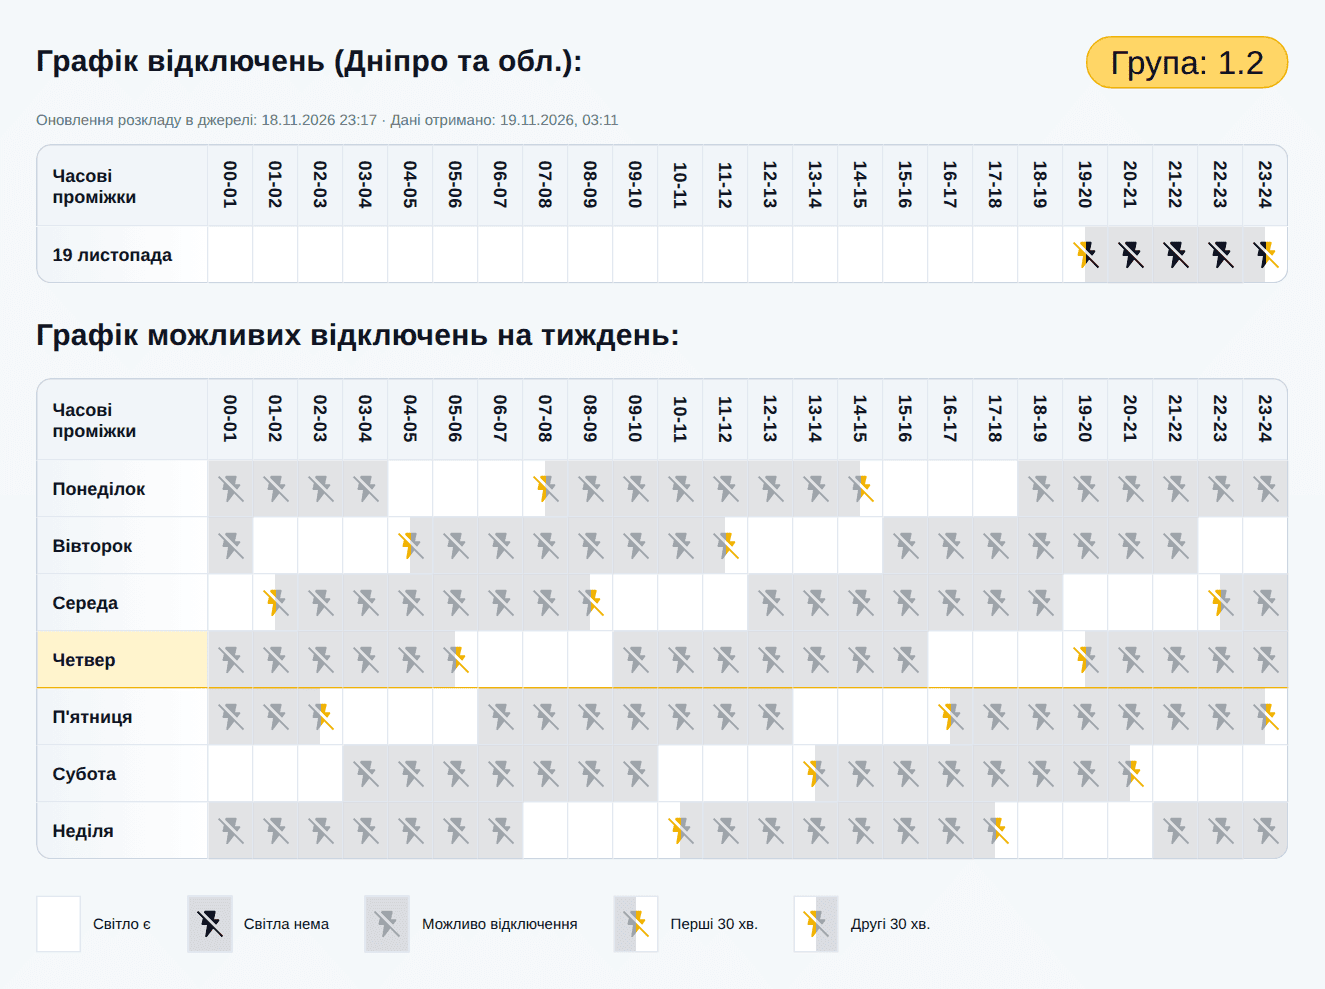 Графік відключень (Дніпро та обл.):
Група: 1.2
Оновлення розкладу в джерелі: 18.11.2026 23:17 · Дані отримано: 19.11.2026, 03:11
Часові проміжки 00-01 01-02 02-03 03-04 04-05 05-06 06-07 07-08 08-09 09-10 10-11 11-12 12-13 13-14 14-15 15-16 16-17 17-18 18-19 19-20 20-21 21-22 22-23 23-24
19 листопада
Графік можливих відключень на тиждень:
Часові проміжки 00-01 01-02 02-03 03-04 04-05 05-06 06-07 07-08 08-09 09-10 10-11 11-12 12-13 13-14 14-15 15-16 16-17 17-18 18-19 19-20 20-21 21-22 22-23 23-24
Понеділок
Вівторок
Середа
Четвер
П'ятниця
Субота
Неділя
Світло є Світла нема Можливо відключення Перші 30 хв. Другі 30 хв.